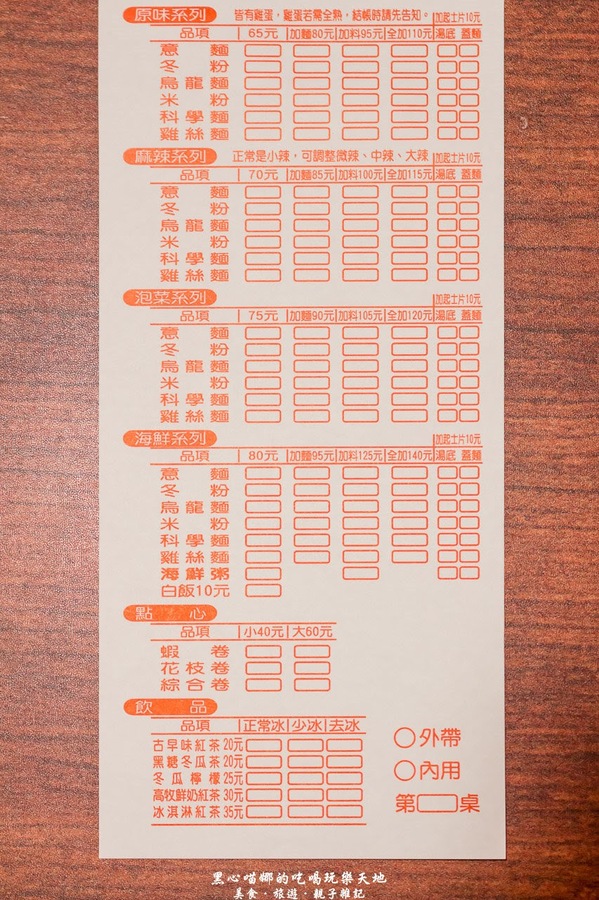 原味系列 皆有雞蛋，雞蛋若需全熟，結帳時請先告知。 加起士片10元
品項 65元 加麵80元 加料95元 全加110元 湯底 蓋麵
意麵
冬粉
烏龍麵
米粉
科學麵
雞絲麵
麻辣系列 正常是小辣，可調整微辣、中辣、大辣 加起士片10元
品項 70元 加麵85元 加料100元 全加115元 湯底 蓋麵
意麵
冬粉
烏龍麵
米粉
科學麵
雞絲麵
泡菜系列 加起士片10元
品項 75元 加麵90元 加料105元 全加120元 湯底 蓋麵
意麵
冬粉
烏龍麵
米粉
科學麵
雞絲麵
海鮮系列 加起士片10元
品項 80元 加麵95元 加料125元 全加140元 湯底 蓋麵
意麵
冬粉
烏龍麵
米粉
科學麵
雞絲麵
海鮮粥
白飯10元
點心
品項 小40元 大60元
蝦卷
花枝卷
綜合卷
飲品
品項 正常冰 少冰 去冰
古早味紅茶20元
黑糖冬瓜茶20元
冬瓜檸檬25元
高牧鮮奶紅茶30元
冰淇淋紅茶35元
外帶
內用
第 桌
黑心喵娜的吃喝玩樂天地
美食．旅遊．親子雜記